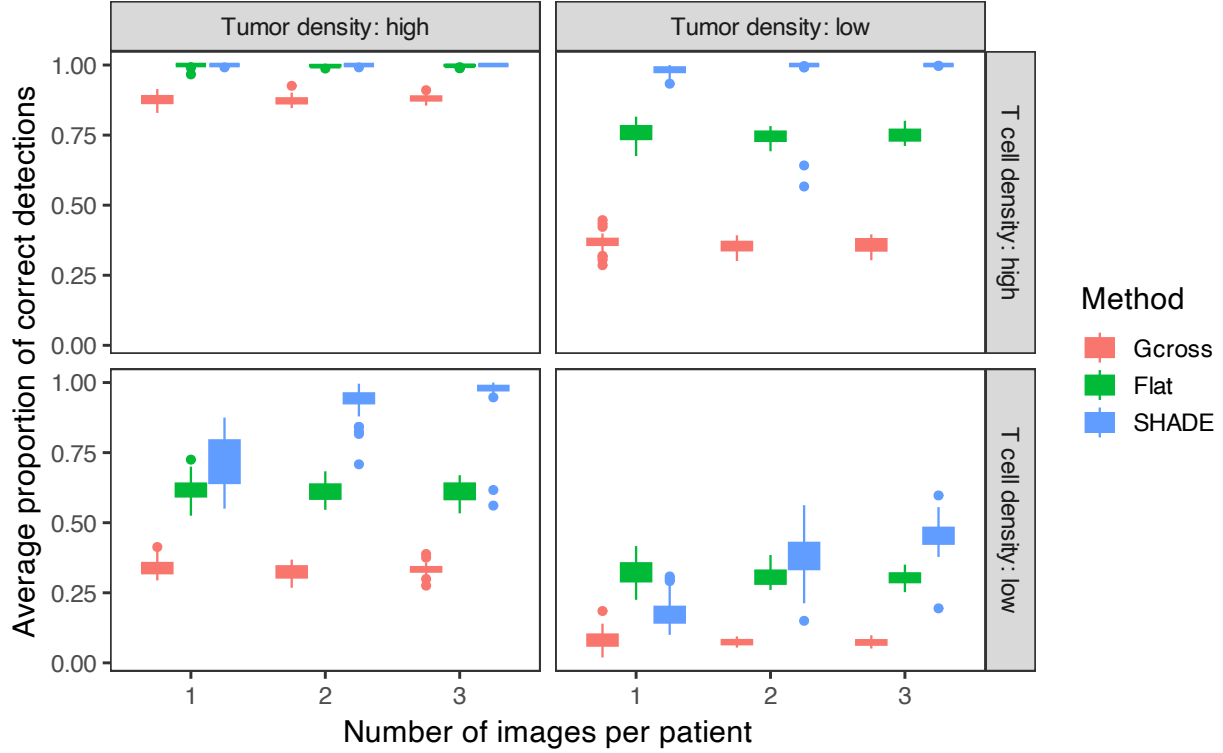 Tumor density: high
Tumor density: low
Average proportion of correct detections
1.00
0.75
0.50
0.25
0.00
T cell density: high
1.00
0.75
0.50
0.25
0.00
T cell density: low
1
2
3
1
2
3
Number of images per patient
Method
Gcross
Flat
SHADE